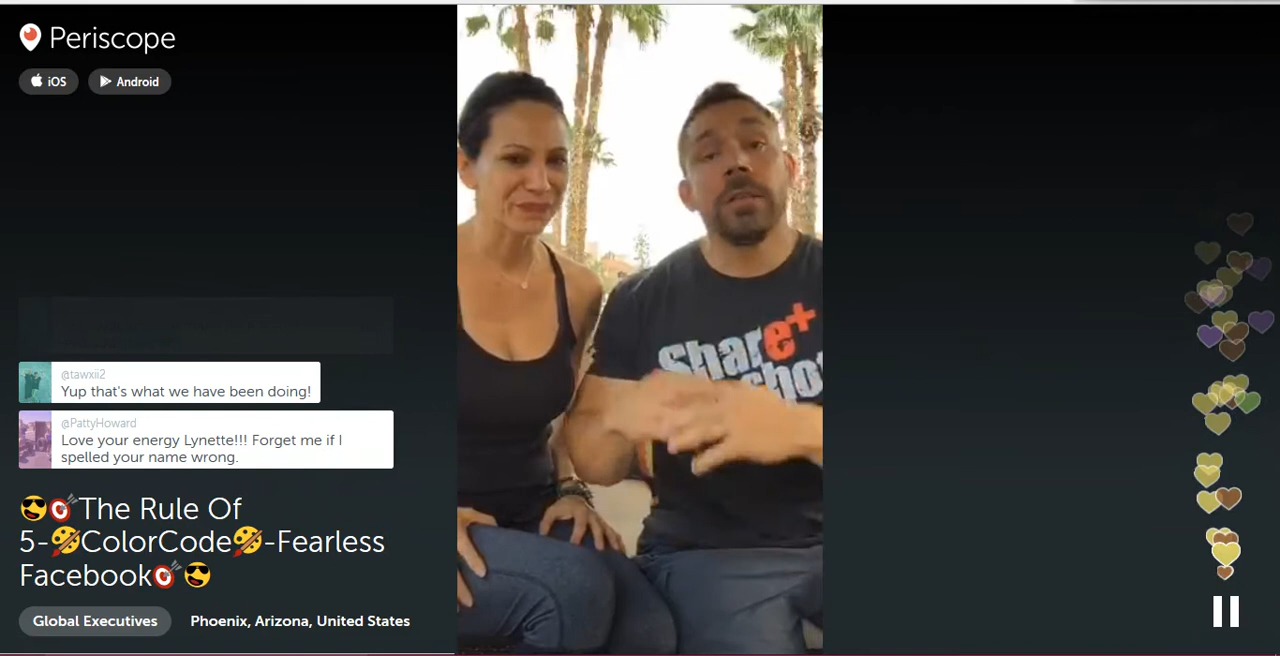 Periscope
iOS
Android
@tawxii2
Yup that's what we have been doing!
@PattyHoward
Love your energy Lynette!!! Forget me if I
spelled your name wrong.
😎🎯The Rule Of
5-🎨ColorCode🎨-Fearless
Facebook🎯😎
Global Executives
Phoenix, Arizona, United States
Share+